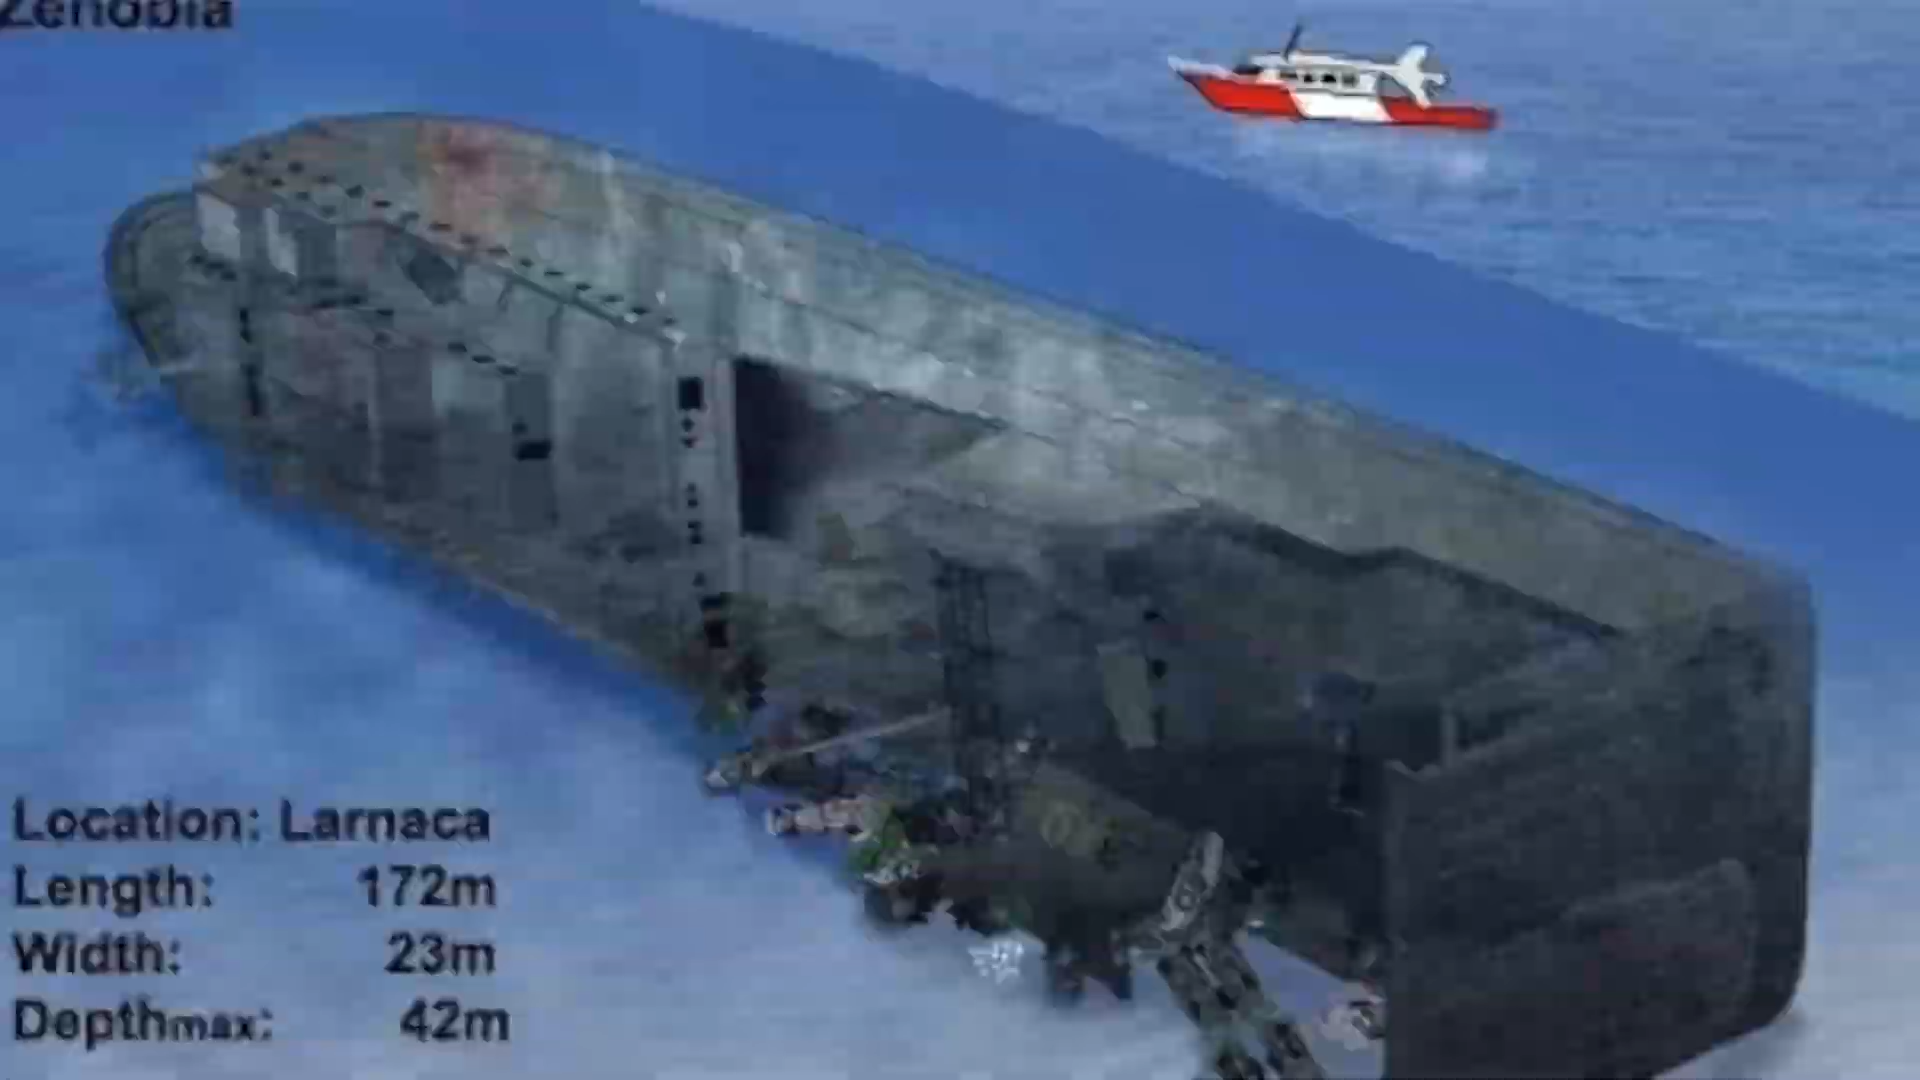 Zenobia
Location: Larnaca
Length: 172m
Width: 23m
Depthmax: 42m